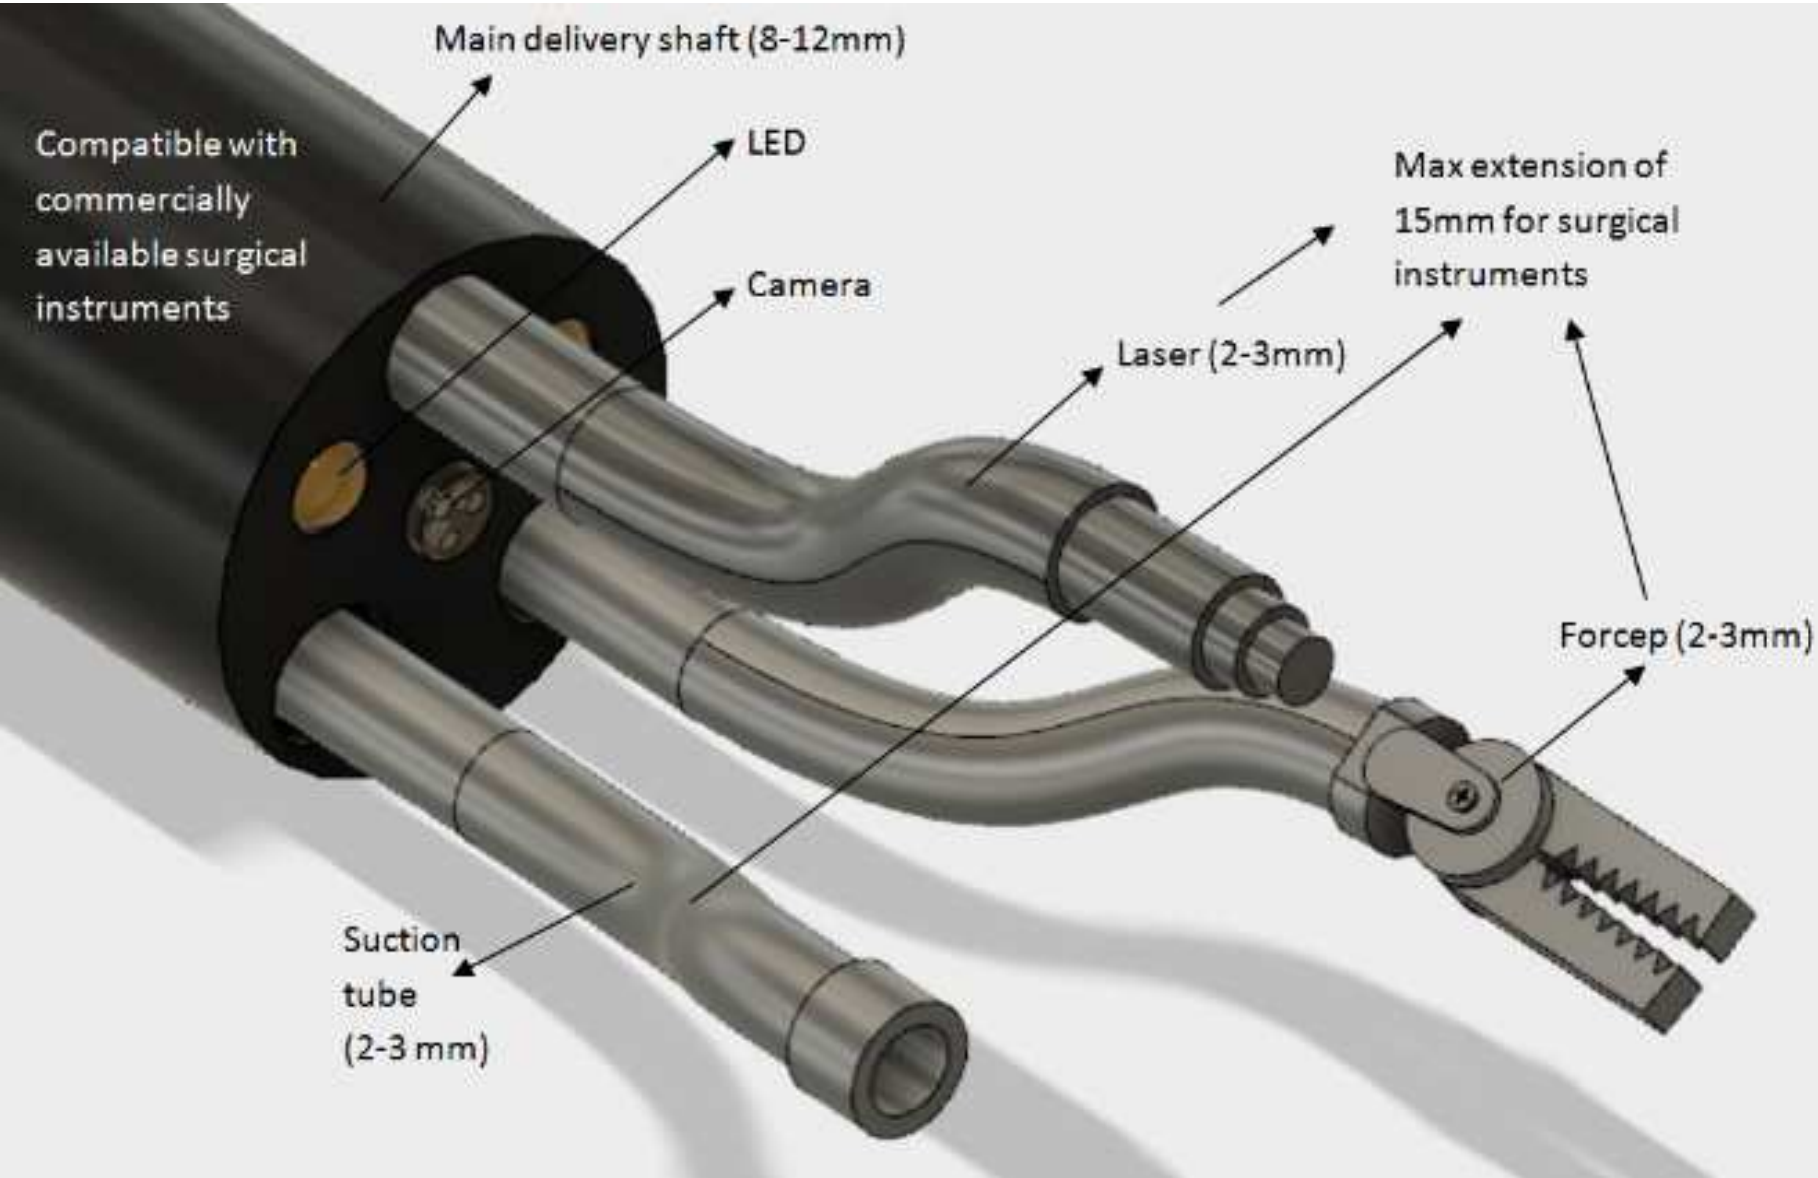 Main delivery shaft (8-12mm)
LED
Compatible with
commercially
available surgical
instruments
Camera
Max extension of
15mm for surgical
instruments
Laser (2-3mm)
Forcep (2-3mm)
Suction
tube
(2-3 mm)